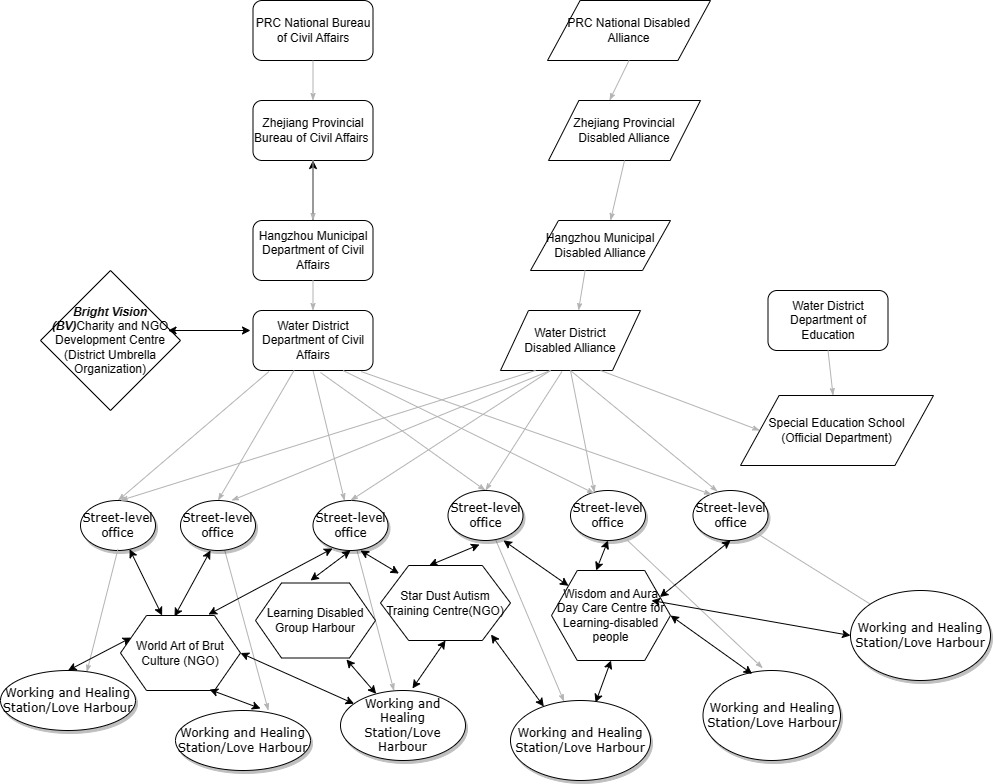 PRC National Bureau
of Civil Affairs
PRC National Disabled
Alliance
Zhejiang Provincial
Bureau of Civil Affairs
Zhejiang Provincial
Disabled Alliance
Hangzhou Municipal
Department of Civil
Affairs
Hangzhou Municipal
Disabled Alliance
Bright Vision
(BV)Charity and NGO
Development Centre
(District Umbrella
Organization)
Water District
Department of Civil
Affairs
Water District
Disabled Alliance
Water District
Department of
Education
Special Education School
(Official Department)
Street-level
office
Street-level
office
Street-level
office
Street-level
office
Street-level
office
Street-level
office
World Art of Brut
Culture (NGO)
Learning Disabled
Group Harbour
Star Dust Autism
Training Centre(NGO)
Wisdom and Aura
Day Care Centre for
Learning-disabled
people
Working and Healing
Station/Love Harbour
Working and Healing
Station/Love Harbour
Working and
Healing
Station/Love
Harbour
Working and Healing
Station/Love Harbour
Working and Healing
Station/Love Harbour
Working and Healing
Station/Love Harbour